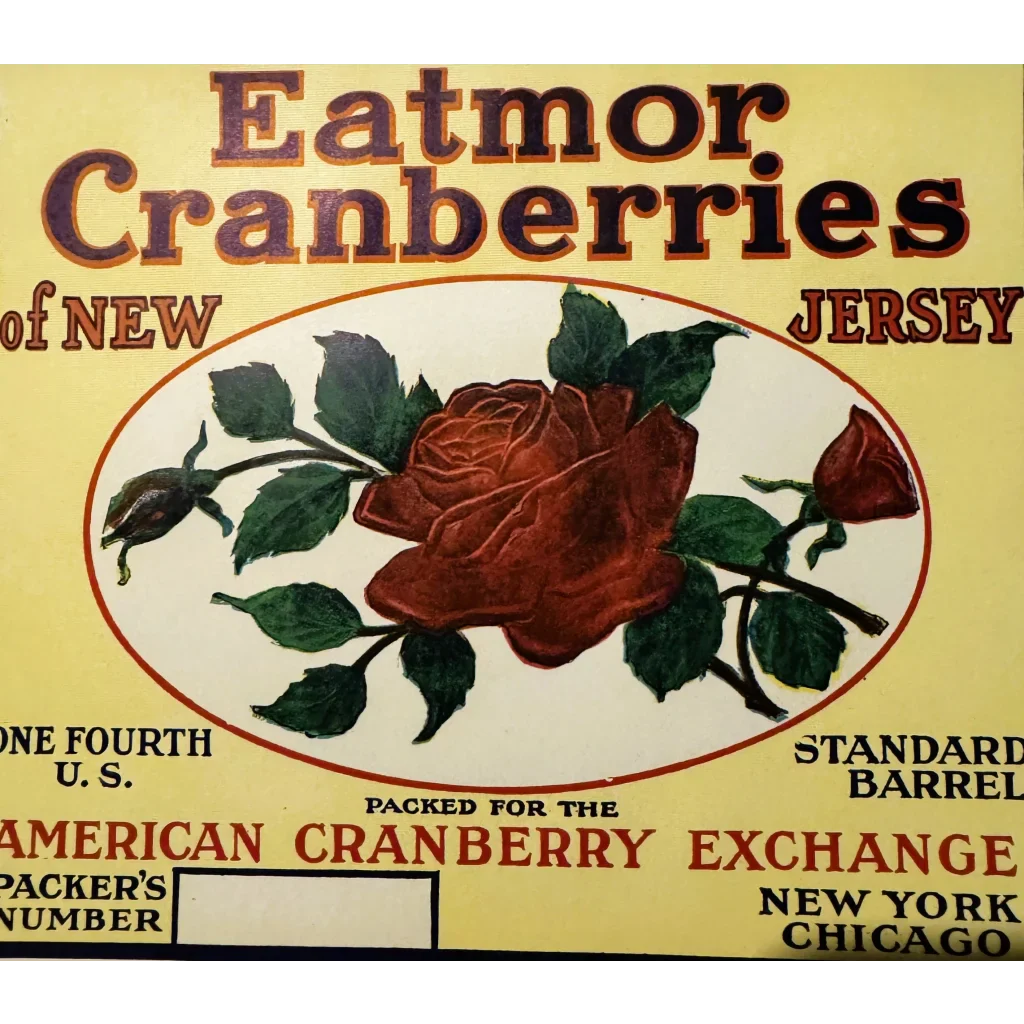 Eatmor
Cranberries
of NEW JERSEY
ONE FOURTH
U. S.
STANDARD
BARREL
PACKED FOR THE
AMERICAN CRANBERRY EXCHANGE
PACKER'S
NUMBER
NEW YORK
CHICAGO